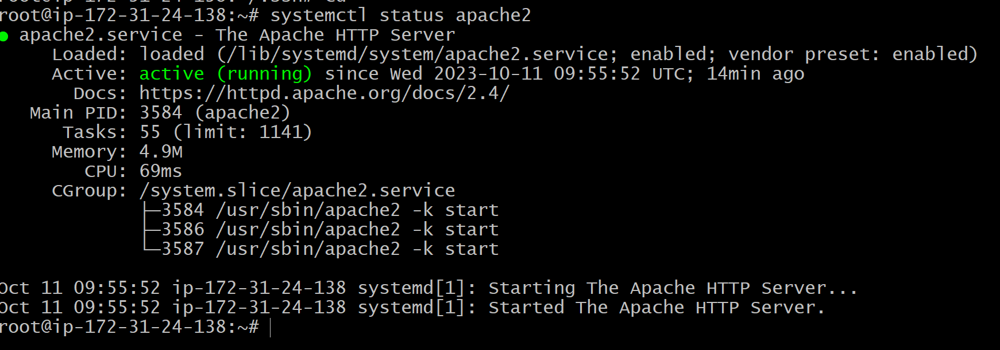 root@ip-172-31-24-138:~# systemctl status apache2
● apache2.service - The Apache HTTP Server
Loaded: loaded (/lib/systemd/system/apache2.service; enabled; vendor preset: enabled)
Active: active (running) since Wed 2023-10-11 09:55:52 UTC; 14min ago
Docs: https://httpd.apache.org/docs/2.4/
Main PID: 3584 (apache2)
Tasks: 55 (limit: 1141)
Memory: 4.9M
CPU: 69ms
CGroup: /system.slice/apache2.service
├─3584 /usr/sbin/apache2 -k start
├─3586 /usr/sbin/apache2 -k start
└─3587 /usr/sbin/apache2 -k start
Oct 11 09:55:52 ip-172-31-24-138 systemd[1]: Starting The Apache HTTP Server...
Oct 11 09:55:52 ip-172-31-24-138 systemd[1]: Started The Apache HTTP Server.
root@ip-172-31-24-138:~#